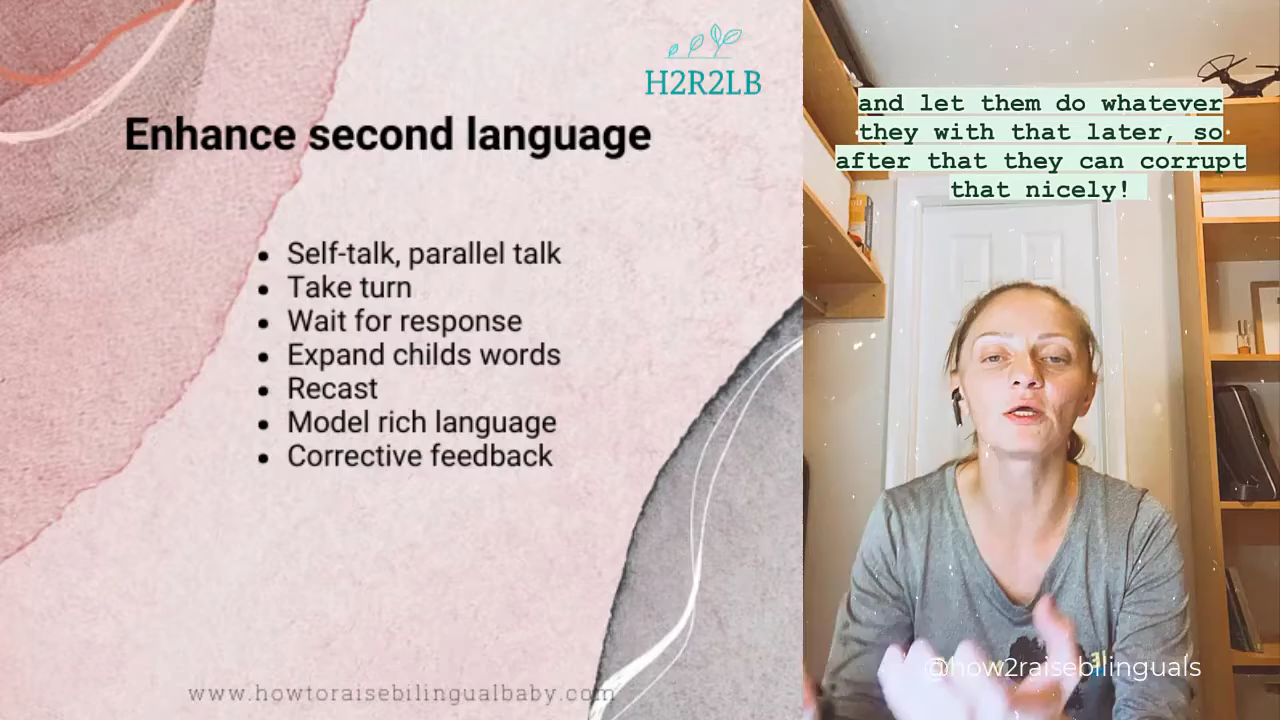 H2R2LB
Enhance second language
Self-talk, parallel talk
Take turn
Wait for response
Expand childs words
Recast
Model rich language
Corrective feedback
www.howtoraisebilingualbaby.com
and let them do whatever
they with that later, so
after that they can corrupt
that nicely!
@how2raisebilinguals